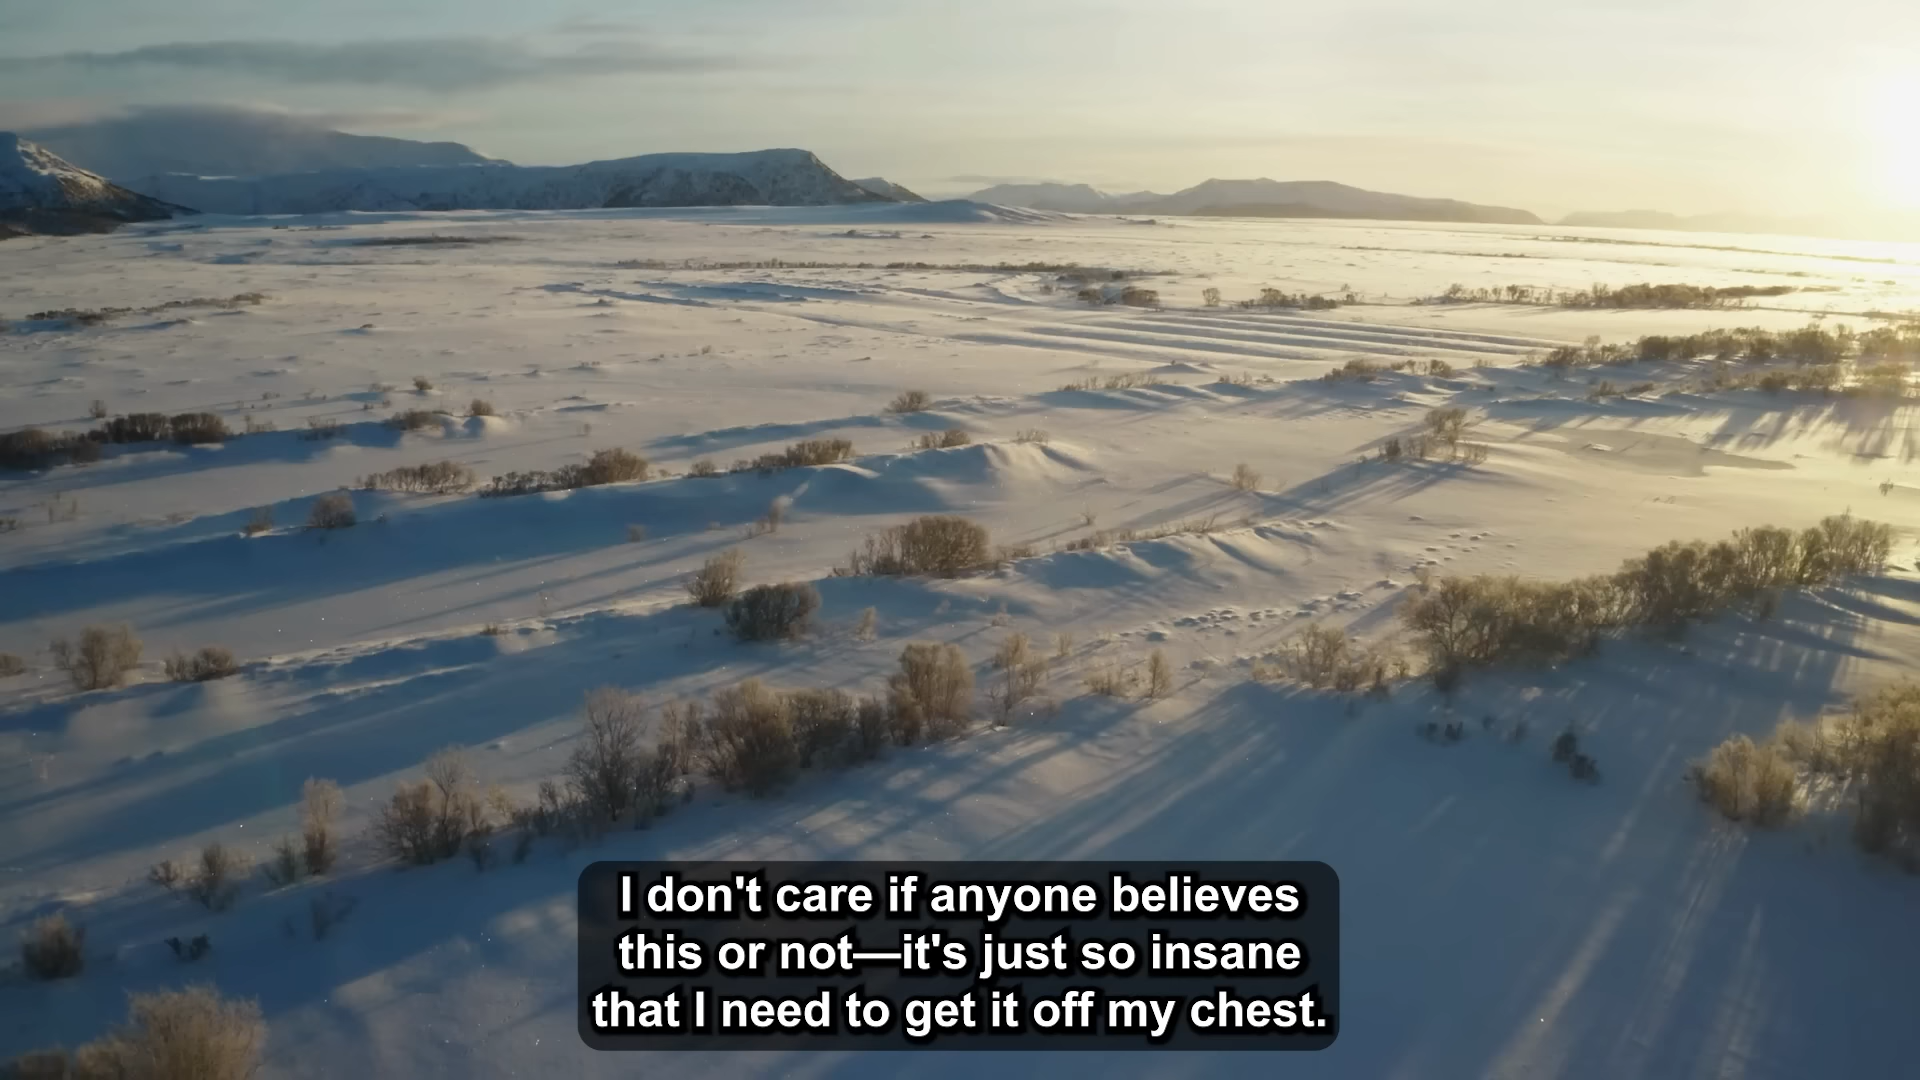 I don't care if anyone believes
this or not—it's just so insane
that I need to get it off my chest.